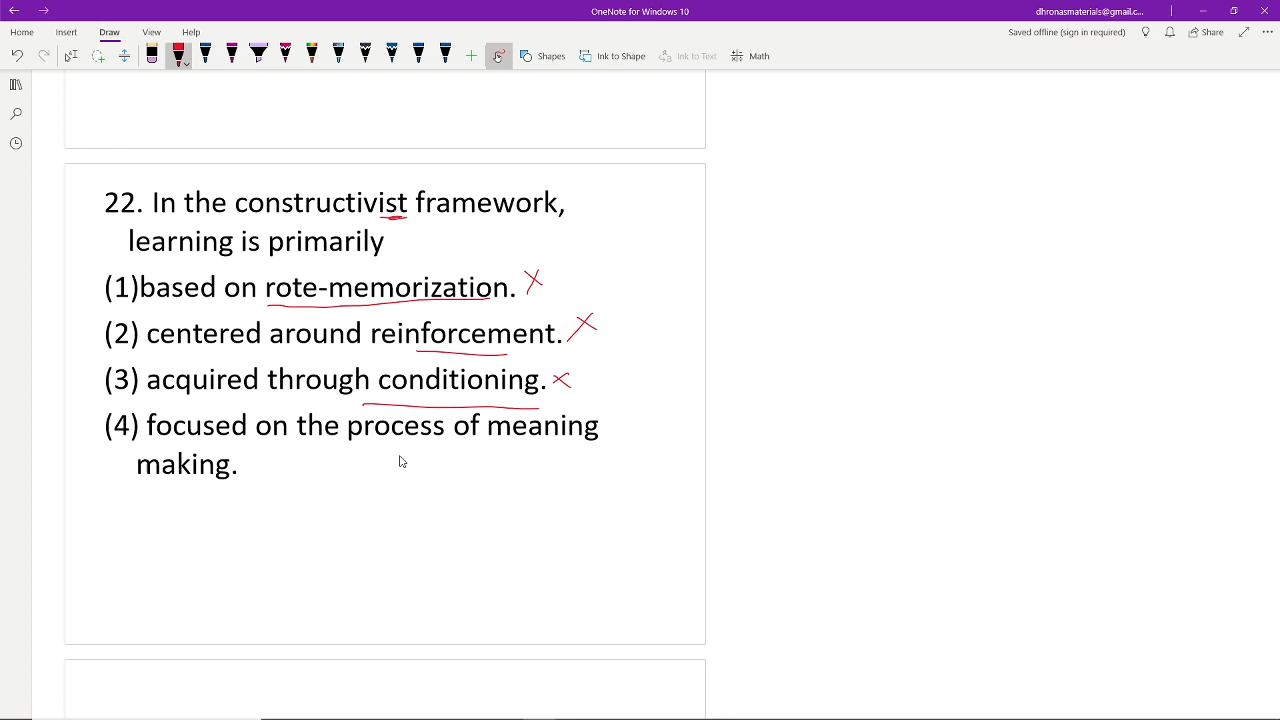 OneNote for Windows 10
dhronasmaterials@gmail.c...
Home Insert Draw View Help
Saved offline (sign in required) Share
Shapes Ink to Shape Ink to Text Math
22. In the constructivist framework,
learning is primarily
(1)based on rote-memorization.
(2) centered around reinforcement.
(3) acquired through conditioning.
(4) focused on the process of meaning
making.